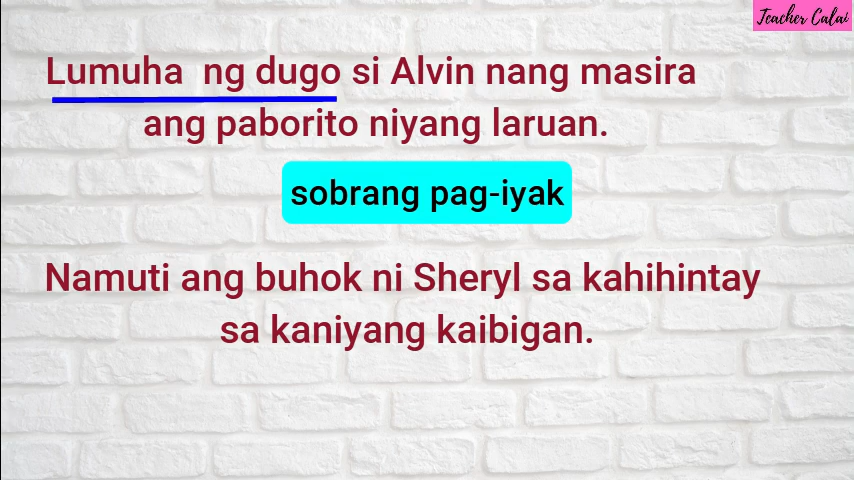 Teacher Calai
Lumuha ng dugo si Alvin nang masira
ang paborito niyang laruan.
sobrang pag-iyak
Namuti ang buhok ni Sheryl sa kahihintay
sa kaniyang kaibigan.